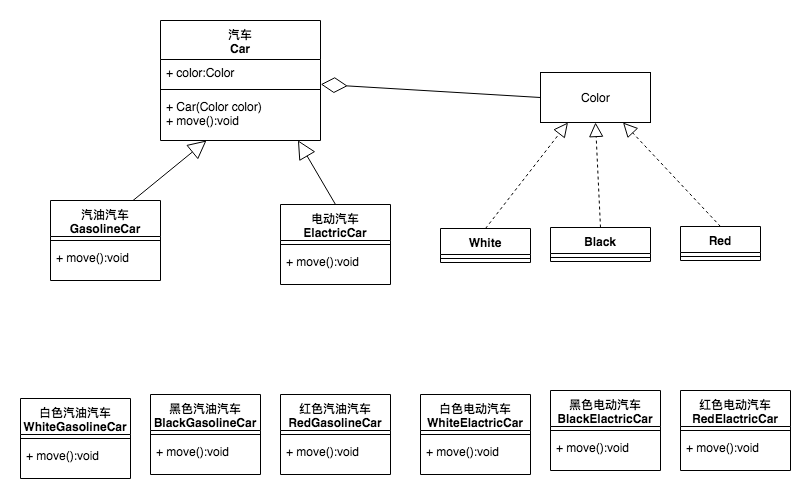 汽车
Car
+ color:Color
+ Car(Color color)
+ move():void
Color
汽油汽车
GasolineCar
+ move():void
电动汽车
ElactricCar
+ move():void
White
Black
Red
白色汽油汽车
WhiteGasolineCar
+ move():void
黑色汽油汽车
BlackGasolineCar
+ move():void
红色汽油汽车
RedGasolineCar
+ move():void
白色电动汽车
WhiteElactricCar
+ move():void
黑色电动汽车
BlackElactricCar
+ move():void
红色电动汽车
RedElactricCar
+ move():void